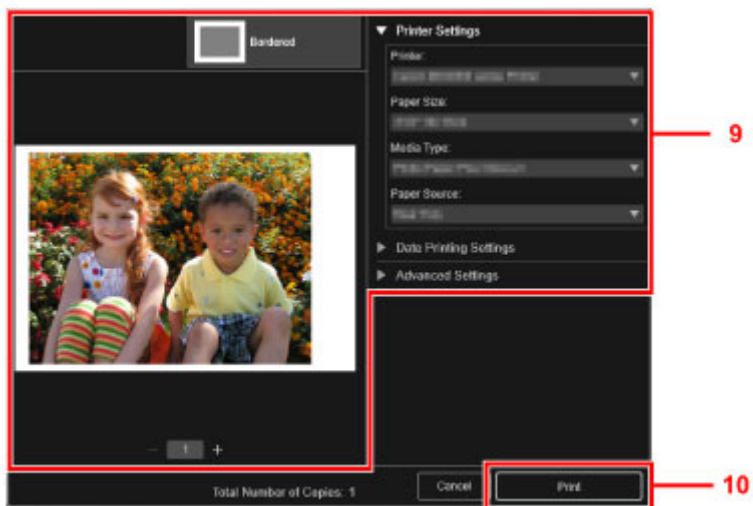 Bordered
Printer Settings
Printer:
Paper Size:
Media Type:
Paper Source:
Date Printing Settings
Advanced Settings
9
1
Total Number of Copies: 1
Cancel
Print
10